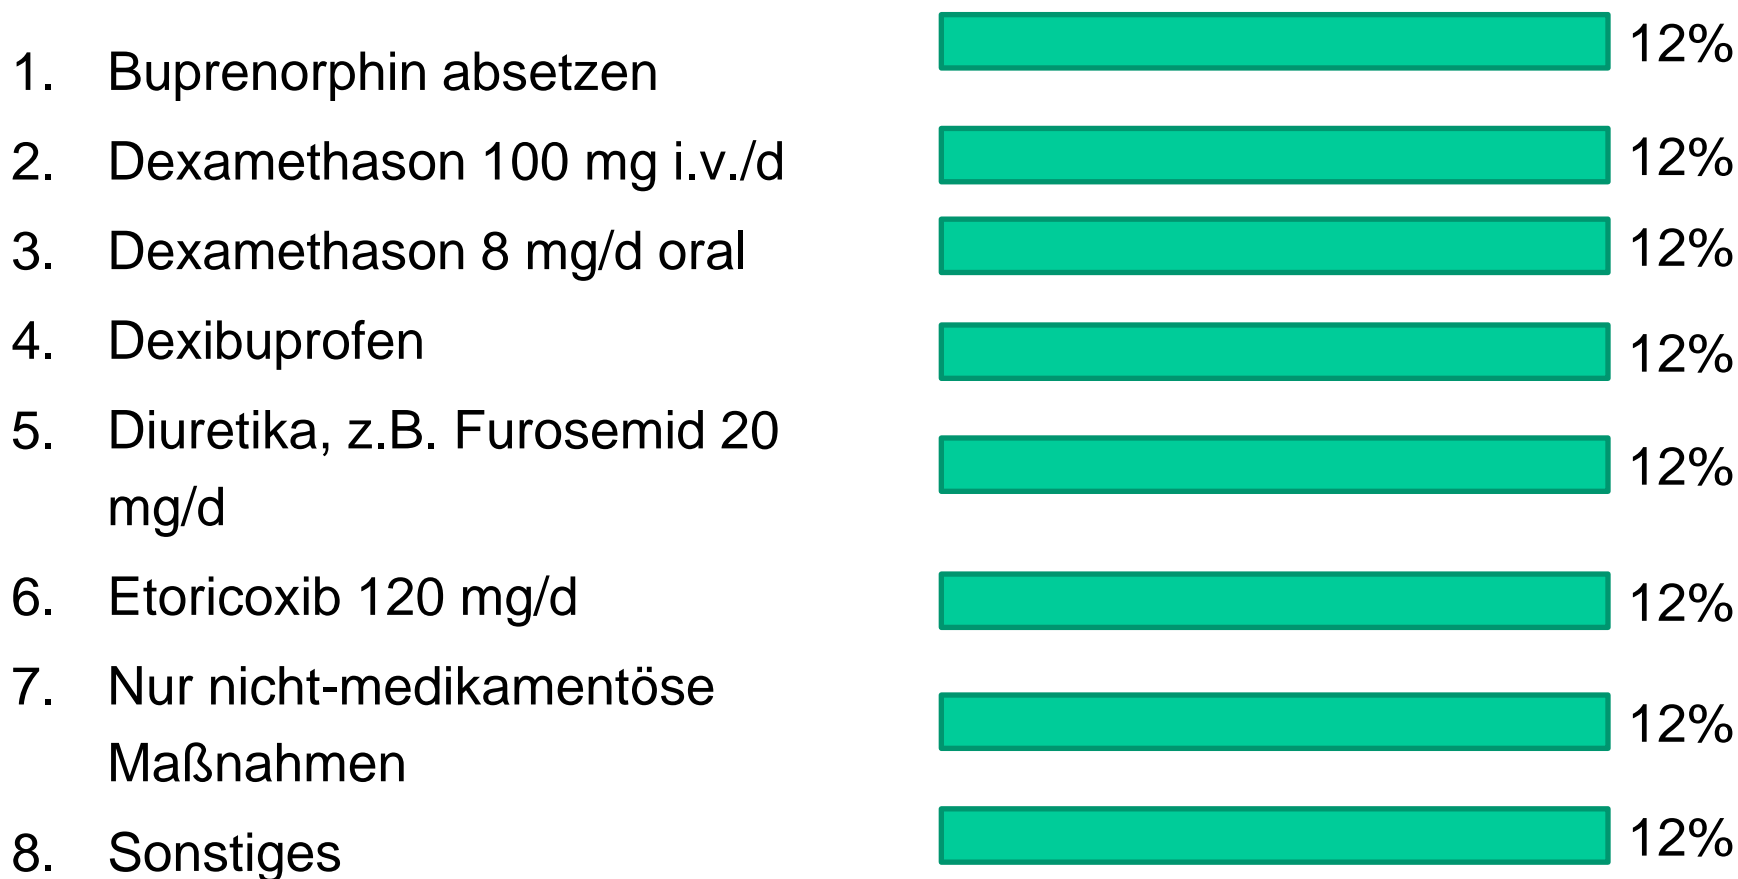 1. Buprenorphin absetzen 12%
2. Dexamethason 100 mg i.v./d 12%
3. Dexamethason 8 mg/d oral 12%
4. Dexibuprofen 12%
5. Diuretika, z.B. Furosemid 20 12%
mg/d
6. Etoricoxib 120 mg/d 12%
7. Nur nicht-medikamentöse 12%
Maßnahmen
8. Sonstiges 12%